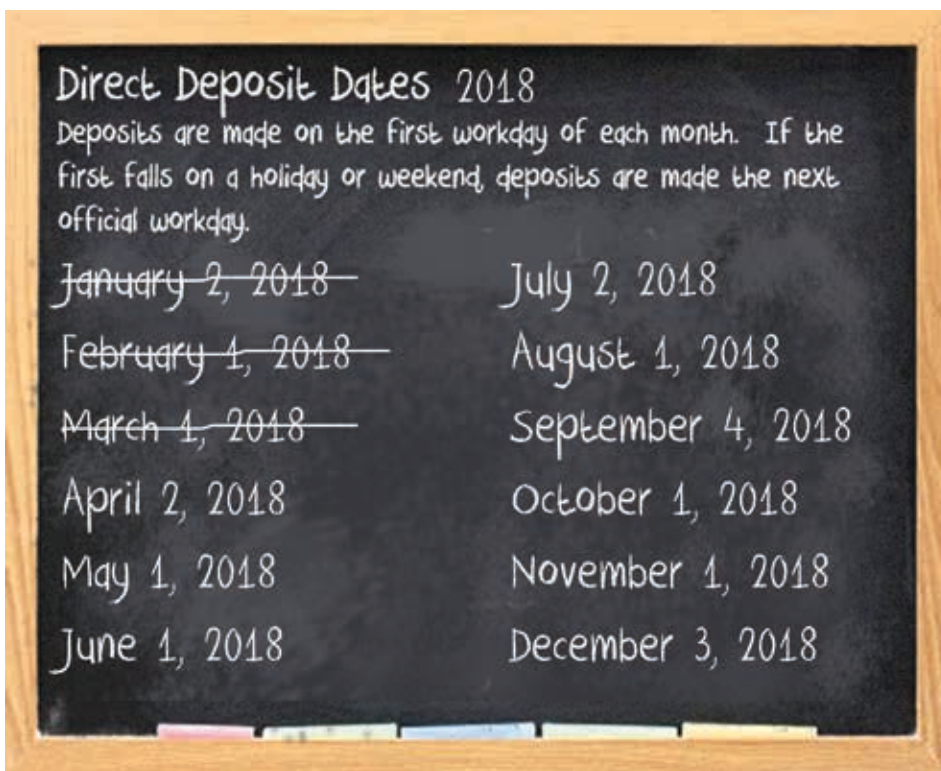 Direct Deposit Dates 2018
Deposits are made on the first workday of each month. If the
first falls on a holiday or weekend, deposits are made the next
official workday.
January 2, 2018
February 1, 2018
March 1, 2018
April 2, 2018
May 1, 2018
June 1, 2018
July 2, 2018
August 1, 2018
September 4, 2018
October 1, 2018
November 1, 2018
December 3, 2018